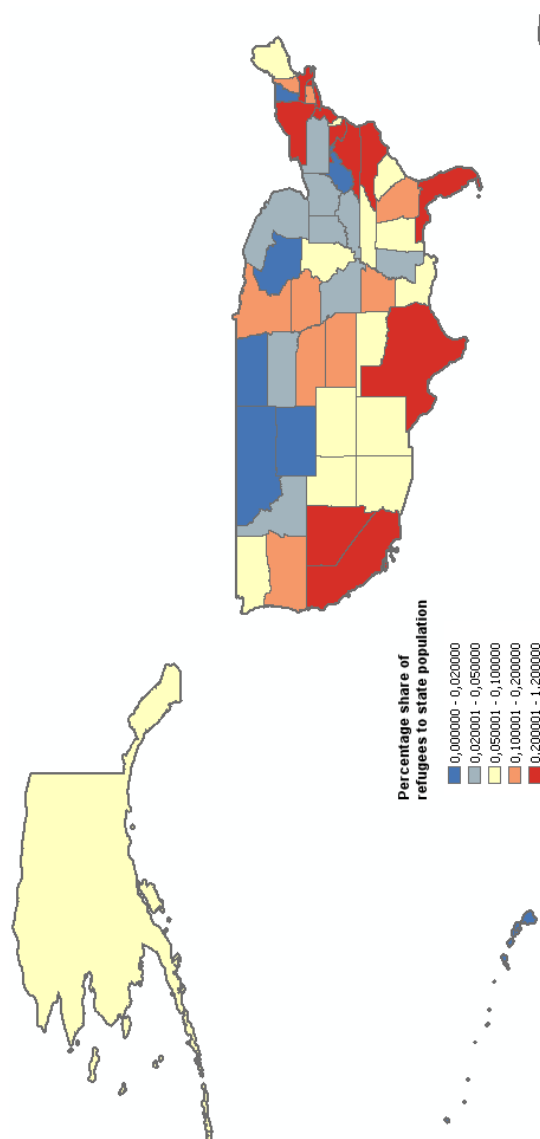 Percentage share of
refugees to state population
0,000000 - 0,020000
0,020001 - 0,050000
0,050001 - 0,100000
0,100001 - 0,200000
0,200001 - 1,200000